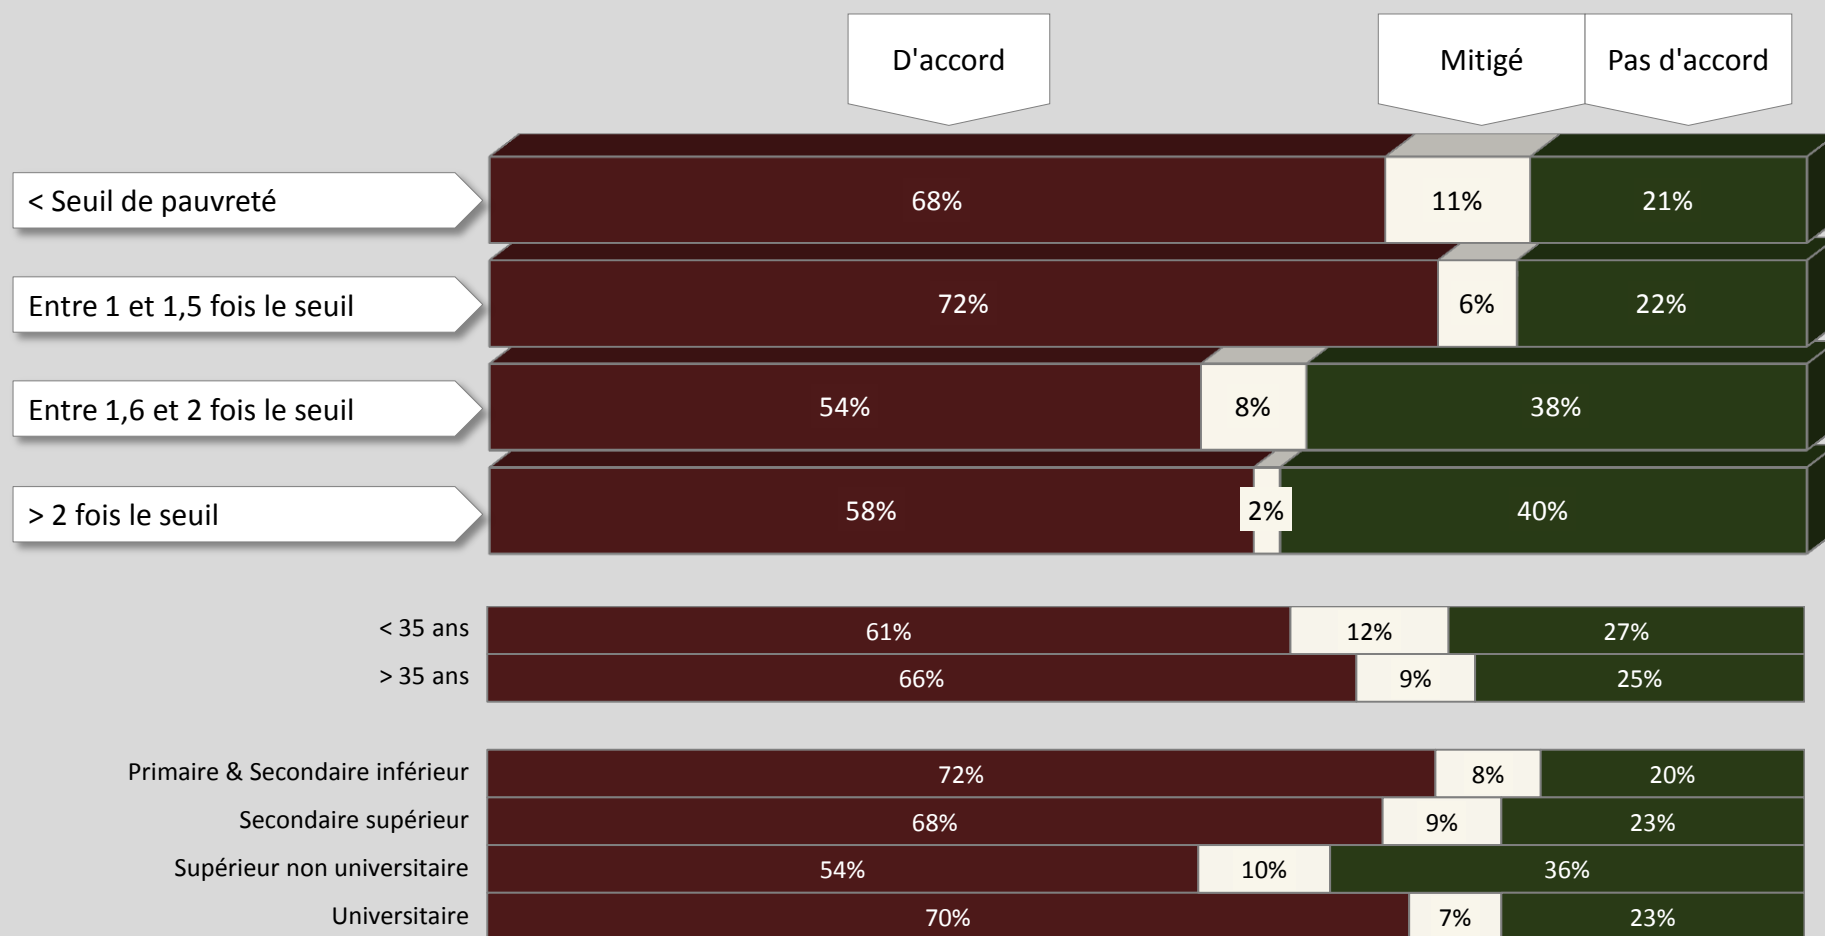 D'accord Mitigé Pas d'accord
< Seuil de pauvreté 68% 11% 21%
Entre 1 et 1,5 fois le seuil 72% 6% 22%
Entre 1,6 et 2 fois le seuil 54% 8% 38%
> 2 fois le seuil 58% 2% 40%
< 35 ans 61% 12% 27%
> 35 ans 66% 9% 25%
Primaire & Secondaire inférieur 72% 8% 20%
Secondaire supérieur 68% 9% 23%
Supérieur non universitaire 54% 10% 36%
Universitaire 70% 7% 23%